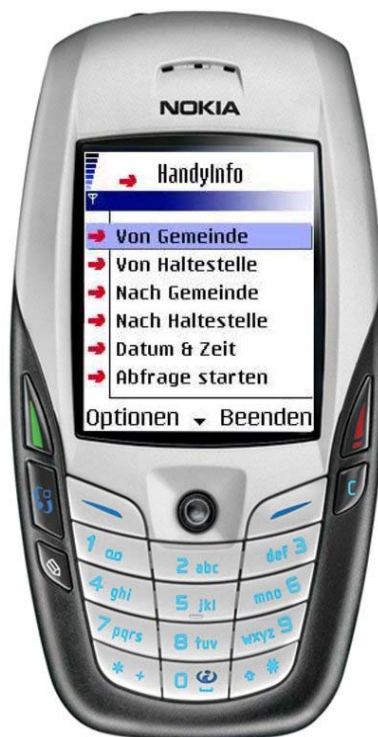 NOKIA
HandyInfo
Von Gemeinde
Von Haltestelle
Nach Gemeinde
Nach Haltestelle
Datum & Zeit
Abfrage starten
Optionen Beenden
1 2 abc def 3
4 ghi 5 jkl mno 6
7 pqrs 8 tuv wxyz 9
* + 0 #
C